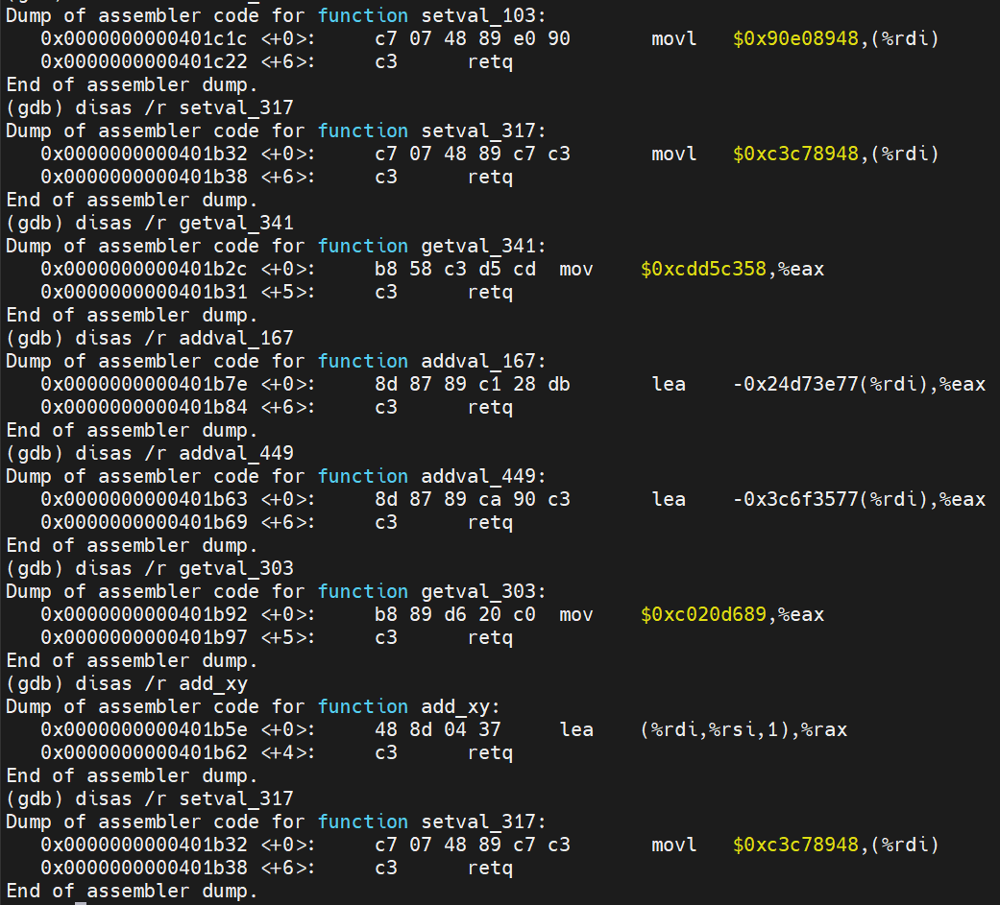 Dump of assembler code for function setval_103:
   0x0000000000401c1c <+0>:     c7 07 48 89 e0 90       movl   $0x90e08948,(%rdi)
   0x0000000000401c22 <+6>:     c3      retq
End of assembler dump.
(gdb) disas /r setval_317
Dump of assembler code for function setval_317:
   0x0000000000401b32 <+0>:     c7 07 48 89 c7 c3       movl   $0xc3c78948,(%rdi)
   0x0000000000401b38 <+6>:     c3      retq
End of assembler dump.
(gdb) disas /r getval_341
Dump of assembler code for function getval_341:
   0x0000000000401b2c <+0>:     b8 58 c3 d5 cd  mov    $0xcdd5c358,%eax
   0x0000000000401b31 <+5>:     c3      retq
End of assembler dump.
(gdb) disas /r addval_167
Dump of assembler code for function addval_167:
   0x0000000000401b7e <+0>:     8d 87 89 c1 28 db       lea    -0x24d73e77(%rdi),%eax
   0x0000000000401b84 <+6>:     c3      retq
End of assembler dump.
(gdb) disas /r addval_449
Dump of assembler code for function addval_449:
   0x0000000000401b63 <+0>:     8d 87 89 ca 90 c3       lea    -0x3c6f3577(%rdi),%eax
   0x0000000000401b69 <+6>:     c3      retq
End of assembler dump.
(gdb) disas /r getval_303
Dump of assembler code for function getval_303:
   0x0000000000401b92 <+0>:     b8 89 d6 20 c0  mov    $0xc020d689,%eax
   0x0000000000401b97 <+5>:     c3      retq
End of assembler dump.
(gdb) disas /r add_xy
Dump of assembler code for function add_xy:
   0x0000000000401b5e <+0>:     48 8d 04 37     lea    (%rdi,%rsi,1),%rax
   0x0000000000401b62 <+4>:     c3      retq
End of assembler dump.
(gdb) disas /r setval_317
Dump of assembler code for function setval_317:
   0x0000000000401b32 <+0>:     c7 07 48 89 c7 c3       movl   $0xc3c78948,(%rdi)
   0x0000000000401b38 <+6>:     c3      retq
End of assembler dump.